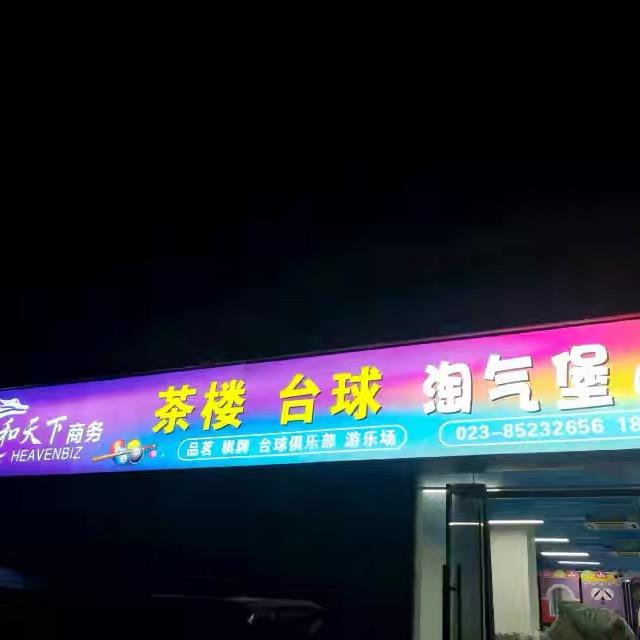 和天下商务
HEAVENBIZ
茶楼 台球 淘气堡
品茗 棋牌 台球俱乐部 游乐场
023-85232656 18